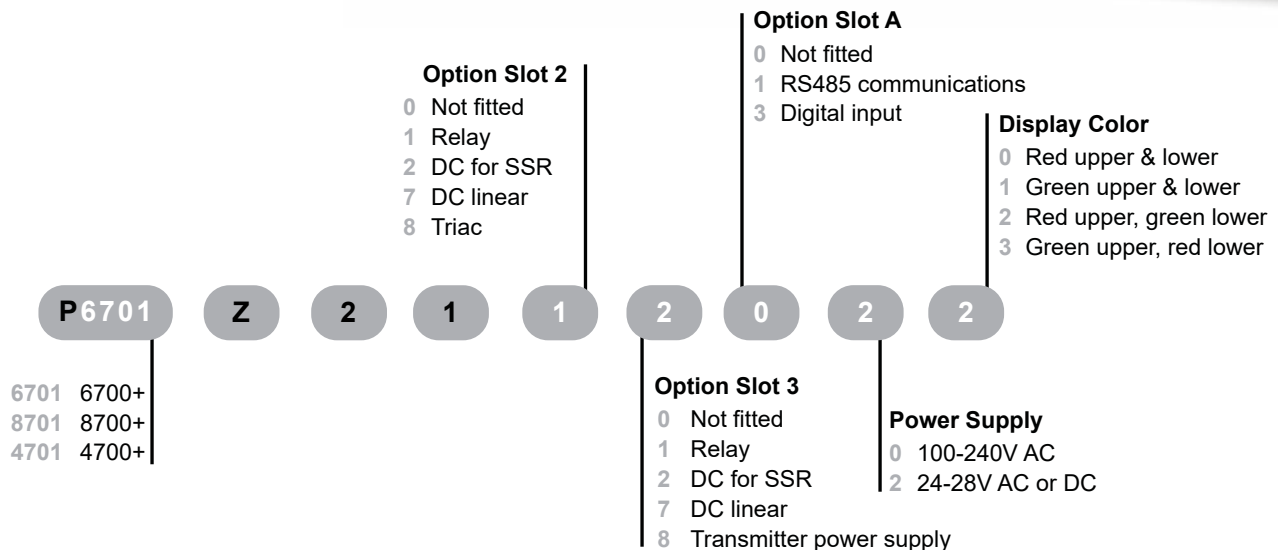 Option Slot A
0 Not fitted
1 RS485 communications
3 Digital input
Option Slot 2
0 Not fitted
1 Relay
2 DC for SSR
7 DC linear
8 Triac
Display Color
0 Red upper & lower
1 Green upper & lower
2 Red upper, green lower
3 Green upper, red lower
P6701 Z 2 1 1 2 0 2 2
6701 6700+
8701 8700+
4701 4700+
Option Slot 3
0 Not fitted
1 Relay
2 DC for SSR
7 DC linear
8 Transmitter power supply
Power Supply
0 100-240V AC
2 24-28V AC or DC